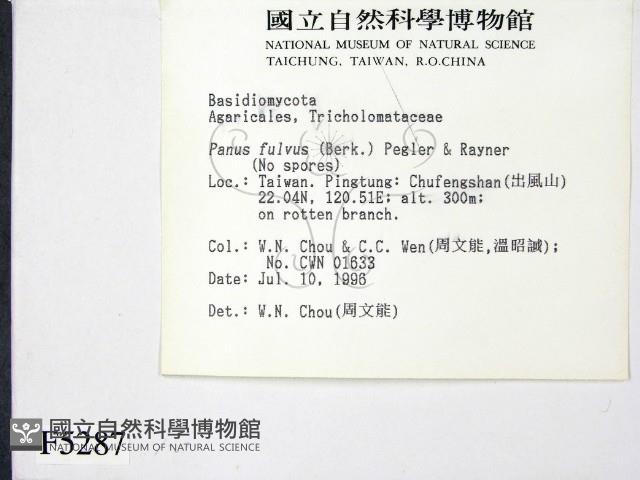 國立自然科學博物館
NATIONAL MUSEUM OF NATURAL SCIENCE
TAICHUNG, TAIWAN, R.O.CHINA
Basidiomycota
Agaricales, Tricholomataceae
Panus fulvus (Berk.) Pegler & Rayner
(No spores)
Loc.: Taiwan. Pingtung: Chufengshan(出風山)
22.04N, 120.51E; alt. 300m;
on rotten branch.
Col.: W.N. Chou & C.C. Wen(周文能,溫昭誠);
No. CWN 01633
Date: Jul. 10, 1996
Det.: W.N. Chou(周文能)
國立自然科學博物館
NATIONAL MUSEUM OF NATURAL SCIENCE
F5287